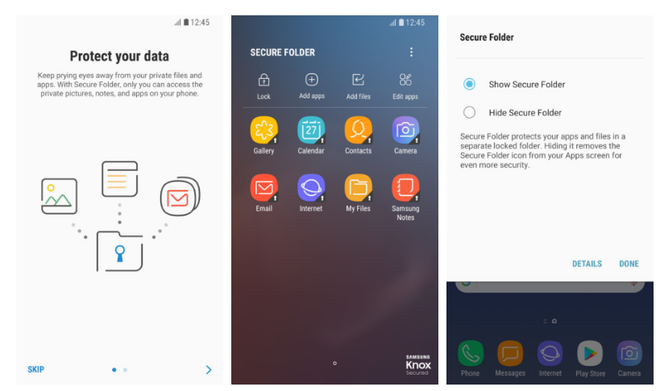 12:45
Protect your data
Keep prying eyes away from your private files and
apps. With Secure Folder, only you can access the
private pictures, notes, and apps on your phone.
SKIP
12:45
SECURE FOLDER
Lock
Add apps
Add files
Edit apps
27
Gallery
Calendar
Contacts
Camera
Email
Internet
My Files
Samsung
Notes
SAMSUNG
Knox
Secured
Secure Folder
Show Secure Folder
Hide Secure Folder
Secure Folder protects your apps and files in a
separate locked folder. Hiding it removes the
Secure Folder icon from your Apps screen for
even more security.
DETAILS
DONE
Phone
Messages
Internet
Play Store
Camera